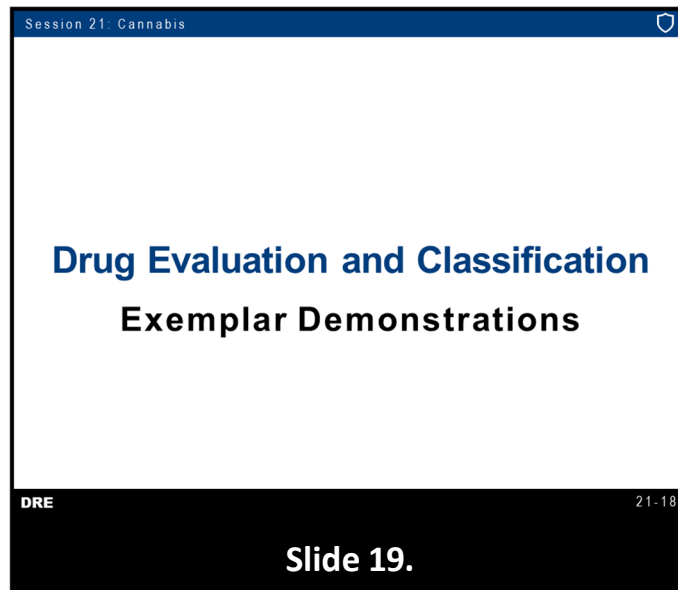 Session 21: Cannabis
Drug Evaluation and Classification
Exemplar Demonstrations
DRE 21-18
Slide 19.